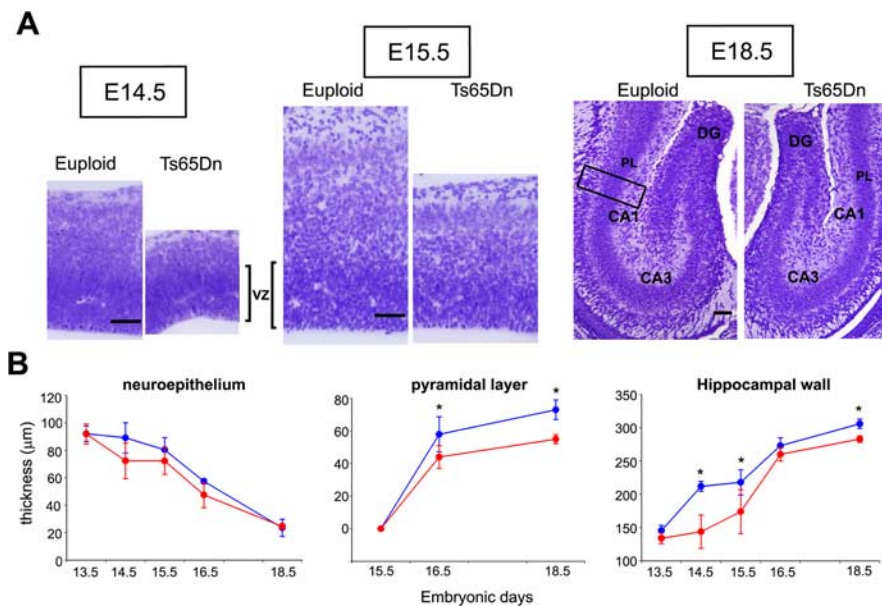 A
E14.5
E15.5
E18.5
Euploid
Ts65Dn
Euploid
Ts65Dn
Euploid
Ts65Dn
VZ
DG
PL
CA1
CA3
DG
PL
CA1
CA3
B
neuroepithelium
pyramidal layer
Hippocampal wall
thickness (μm)
120
100
80
60
40
20
0
13.5 14.5 15.5 16.5 18.5
80
60
40
20
0
* *
15.5 16.5 18.5
350
300
250
200
150
100
* * *
13.5 14.5 15.5 16.5 18.5
Embryonic days